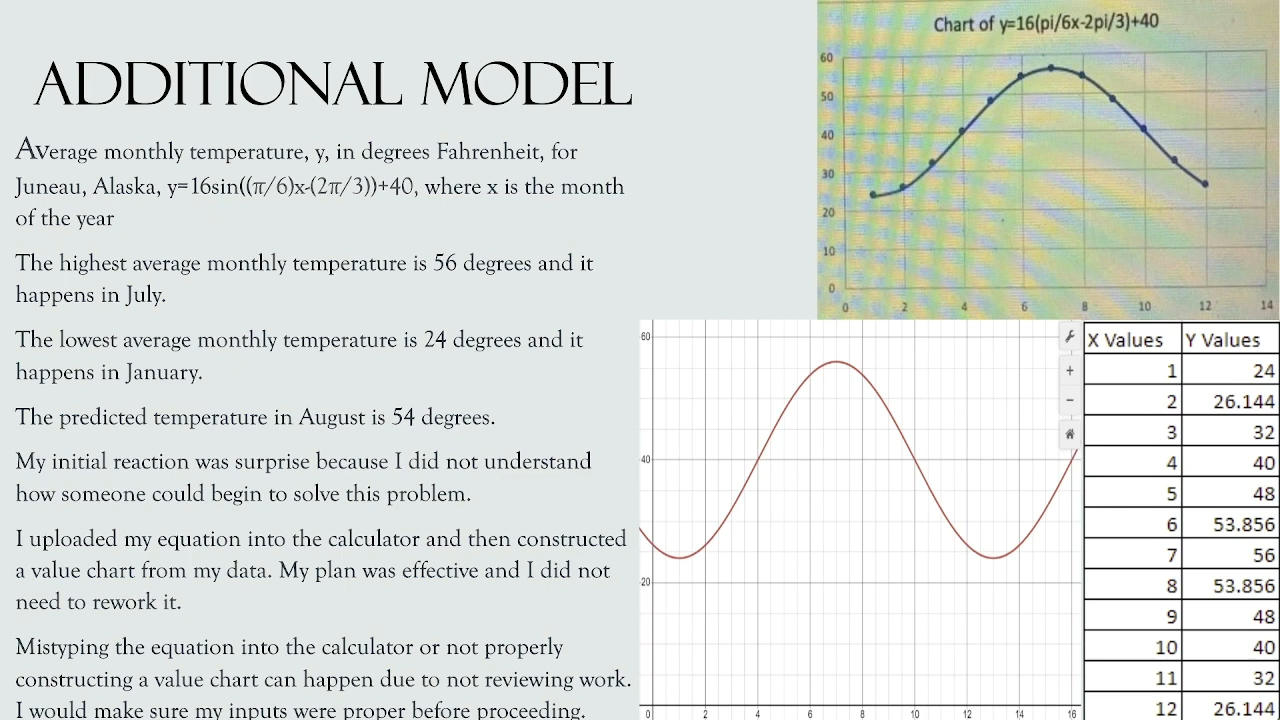 ADDITIONAL MODEL
Average monthly temperature, y, in degrees Fahrenheit, for
Juneau, Alaska, y=16sin((π/6)x-(2π/3))+40, where x is the month
of the year
The highest average monthly temperature is 56 degrees and it
happens in July.
The lowest average monthly temperature is 24 degrees and it
happens in January.
The predicted temperature in August is 54 degrees.
My initial reaction was surprise because I did not understand
how someone could begin to solve this problem.
I uploaded my equation into the calculator and then constructed
a value chart from my data. My plan was effective and I did not
need to rework it.
Mistyping the equation into the calculator or not properly
constructing a value chart can happen due to not reviewing work.
I would make sure my inputs were proper before proceeding.
Chart of y=16(pi/6x-2pi/3)+40
60
50
40
30
20
10
0
0 2 4 6 8 10 12 14
60
40
20
0 2 4 6 8 10 12 14 16
+
−
X Values Y Values
1 24
2 26.144
3 32
4 40
5 48
6 53.856
7 56
8 53.856
9 48
10 40
11 32
12 26.144